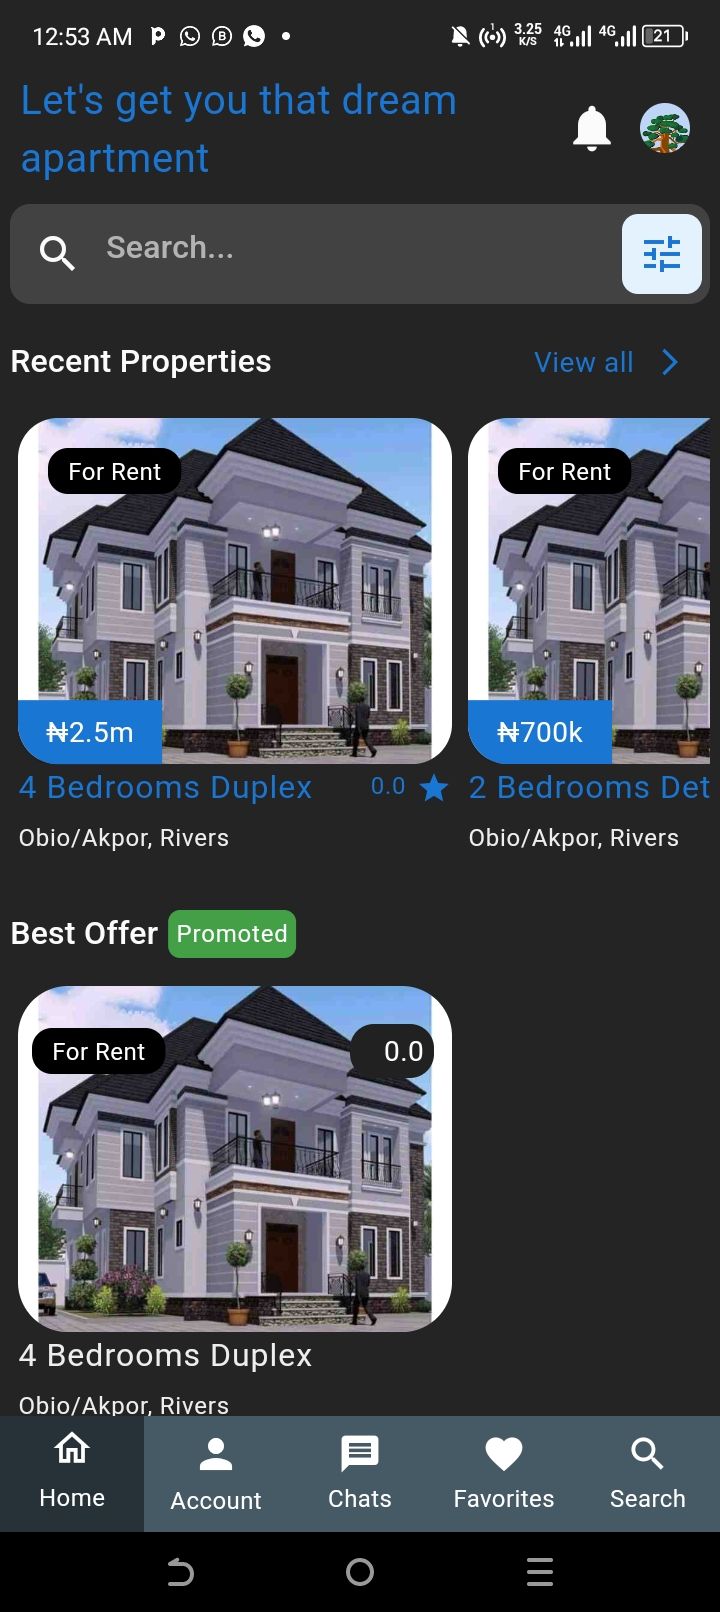 12:53 AM
3.25 K/S 4G 4G 21
Let's get you that dream
apartment
Search...
Recent Properties View all
For Rent For Rent
₦2.5m ₦700k
4 Bedrooms Duplex 0.0 2 Bedrooms Det
Obio/Akpor, Rivers Obio/Akpor, Rivers
Best Offer Promoted
For Rent 0.0
4 Bedrooms Duplex
Obio/Akpor, Rivers
Home Account Chats Favorites Search